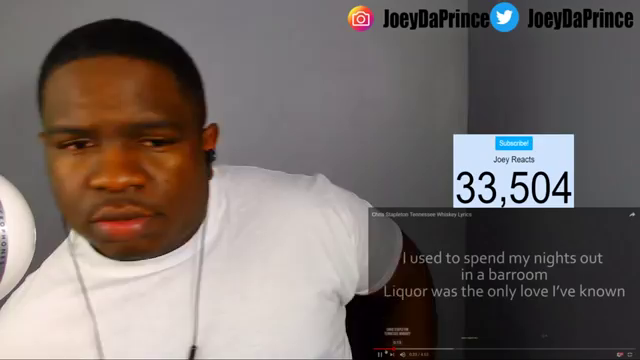 JoeyDaPrince JoeyDaPrince
Subscribe!
Joey Reacts
33,504
Chris Stapleton Tennessee Whiskey Lyrics
I used to spend my nights out
in a barroom
Liquor was the only love I've known